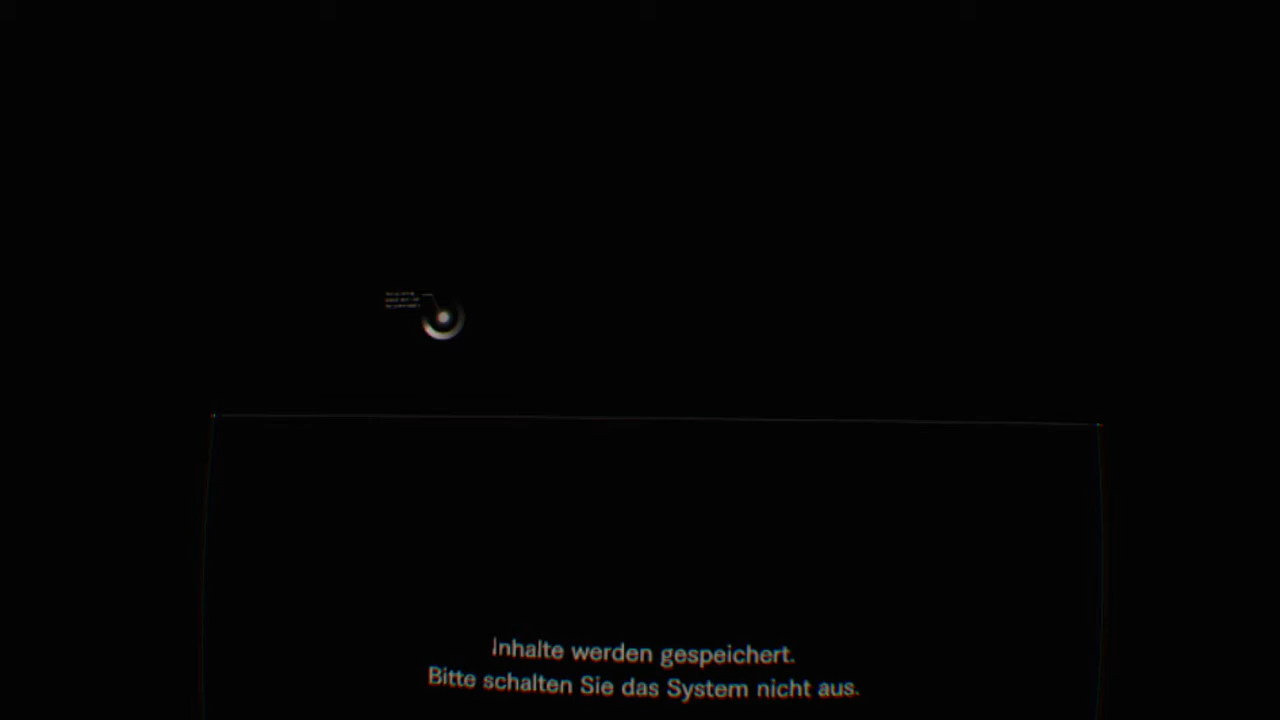 Inhalte werden gespeichert.
Bitte schalten Sie das System nicht aus.